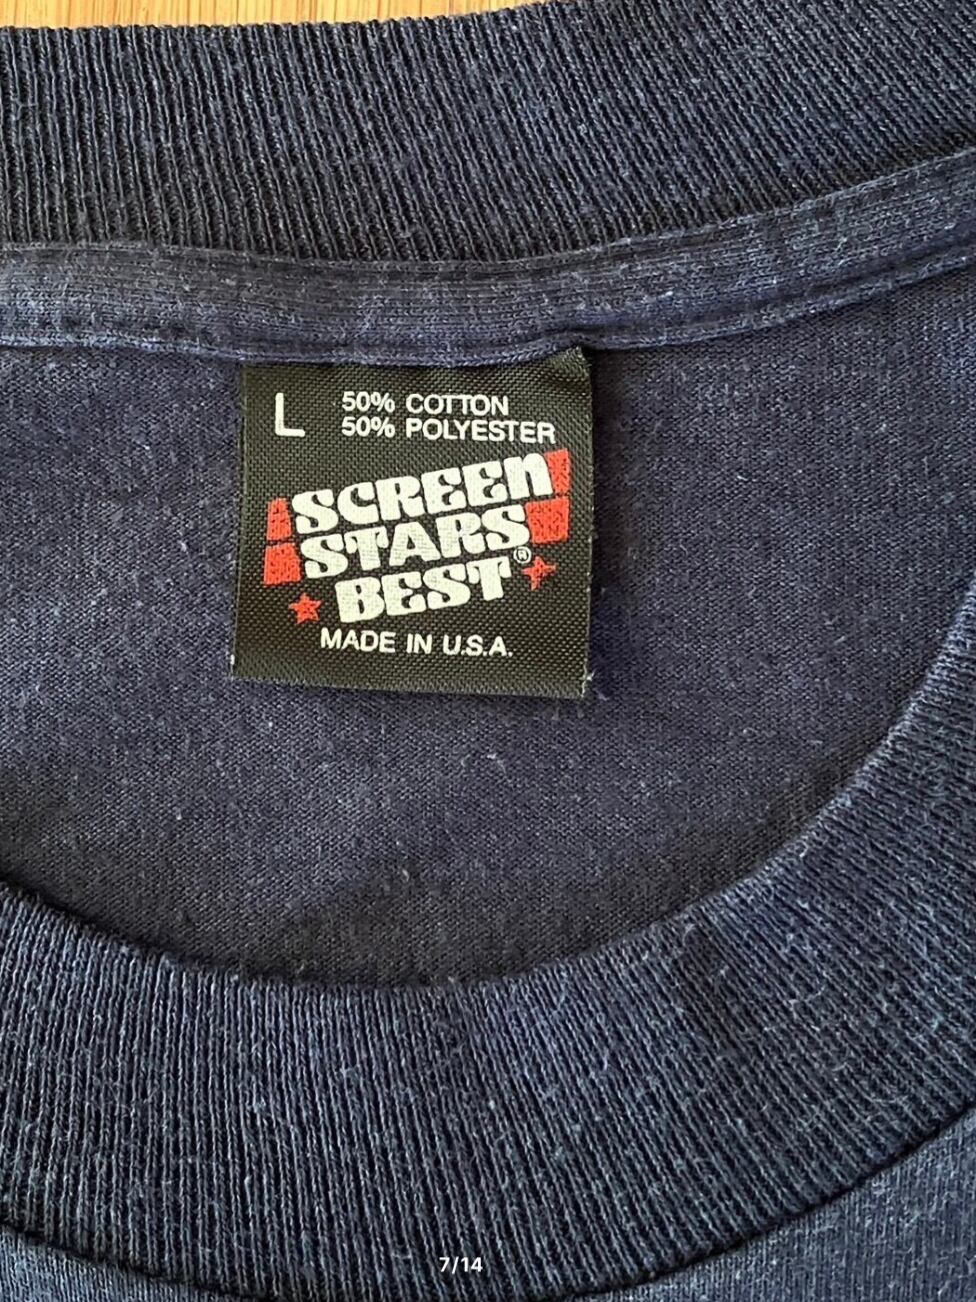 L
50% COTTON
50% POLYESTER
SCREEN
STARS
BEST®
MADE IN U.S.A.
7/14